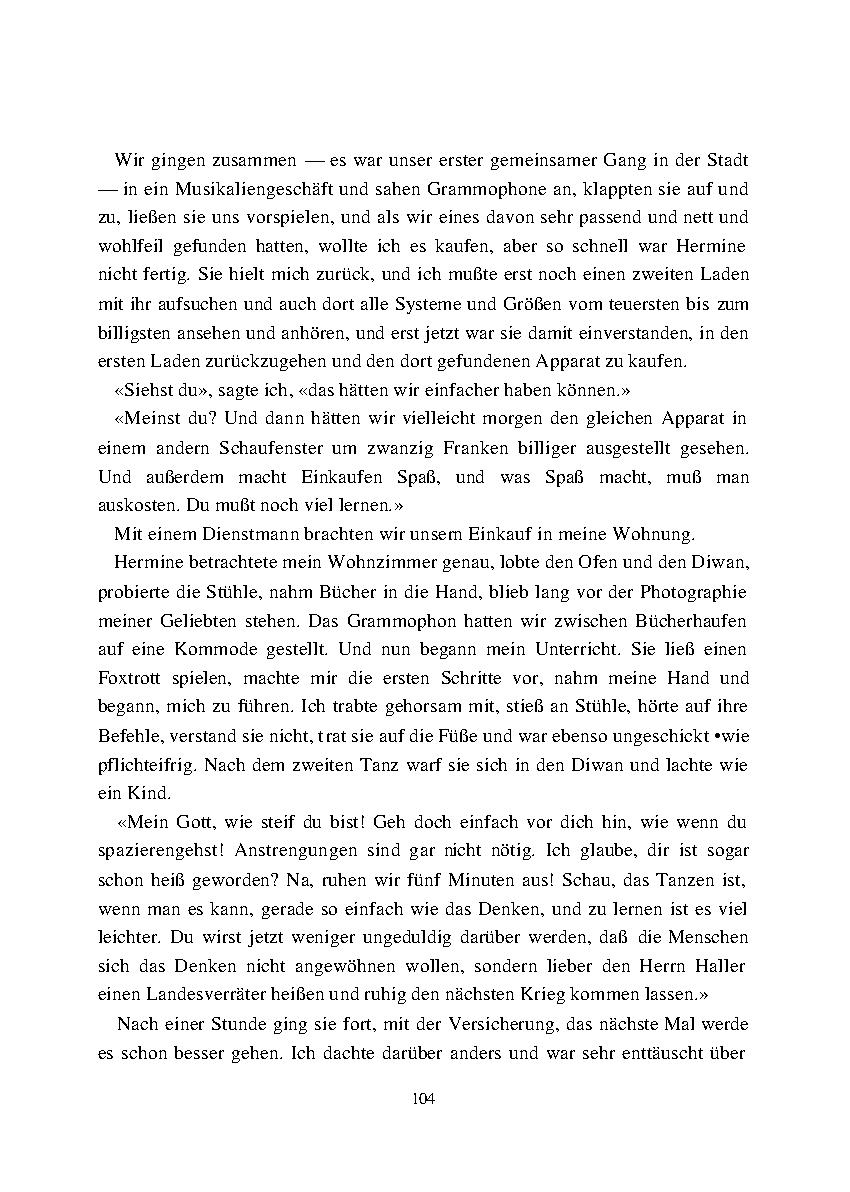 Wir gingen zusammen — es war unser erster gemeinsamer Gang in der Stadt
— in ein Musikaliengeschäft und sahen Grammophone an, klappten sie auf und
zu, ließen sie uns vorspielen, und als wir eines davon sehr passend und nett und
wohlfeil gefunden hatten, wollte ich es kaufen, aber so schnell war Hermine
nicht fertig. Sie hielt mich zurück, und ich mußte erst noch einen zweiten Laden
mit ihr aufsuchen und auch dort alle Systeme und Größen vom teuersten bis zum
billigsten ansehen und anhören, und erst jetzt war sie damit einverstanden, in den
ersten Laden zurückzugehen und den dort gefundenen Apparat zu kaufen.
«Siehst du», sagte ich, «das hätten wir einfacher haben können.»
«Meinst du? Und dann hätten wir vielleicht morgen den gleichen Apparat in
einem andern Schaufenster um zwanzig Franken billiger ausgestellt gesehen.
Und außerdem macht Einkaufen Spaß, und was Spaß macht, muß man
auskosten. Du mußt noch viel lernen.»
Mit einem Dienstmann brachten wir unsern Einkauf in meine Wohnung.
Hermine betrachtete mein Wohnzimmer genau, lobte den Ofen und den Diwan,
probierte die Stühle, nahm Bücher in die Hand, blieb lang vor der Photographie
meiner Geliebten stehen. Das Grammophon hatten wir zwischen Bücherhaufen
auf eine Kommode gestellt. Und nun begann mein Unterricht. Sie ließ einen
Foxtrott spielen, machte mir die ersten Schritte vor, nahm meine Hand und
begann, mich zu führen. Ich trabte gehorsam mit, stieß an Stühle, hörte auf ihre
Befehle, verstand sie nicht, trat sie auf die Füße und war ebenso ungeschickt •wie
pflichteifrig. Nach dem zweiten Tanz warf sie sich in den Diwan und lachte wie
ein Kind.
«Mein Gott, wie steif du bist! Geh doch einfach vor dich hin, wie wenn du
spazierengehst! Anstrengungen sind gar nicht nötig. Ich glaube, dir ist sogar
schon heiß geworden? Na, ruhen wir fünf Minuten aus! Schau, das Tanzen ist,
wenn man es kann, gerade so einfach wie das Denken, und zu lernen ist es viel
leichter. Du wirst jetzt weniger ungeduldig darüber werden, daß die Menschen
sich das Denken nicht angewöhnen wollen, sondern lieber den Herrn Haller
einen Landesverräter heißen und ruhig den nächsten Krieg kommen lassen.»
Nach einer Stunde ging sie fort, mit der Versicherung, das nächste Mal werde
es schon besser gehen. Ich dachte darüber anders und war sehr enttäuscht über
104